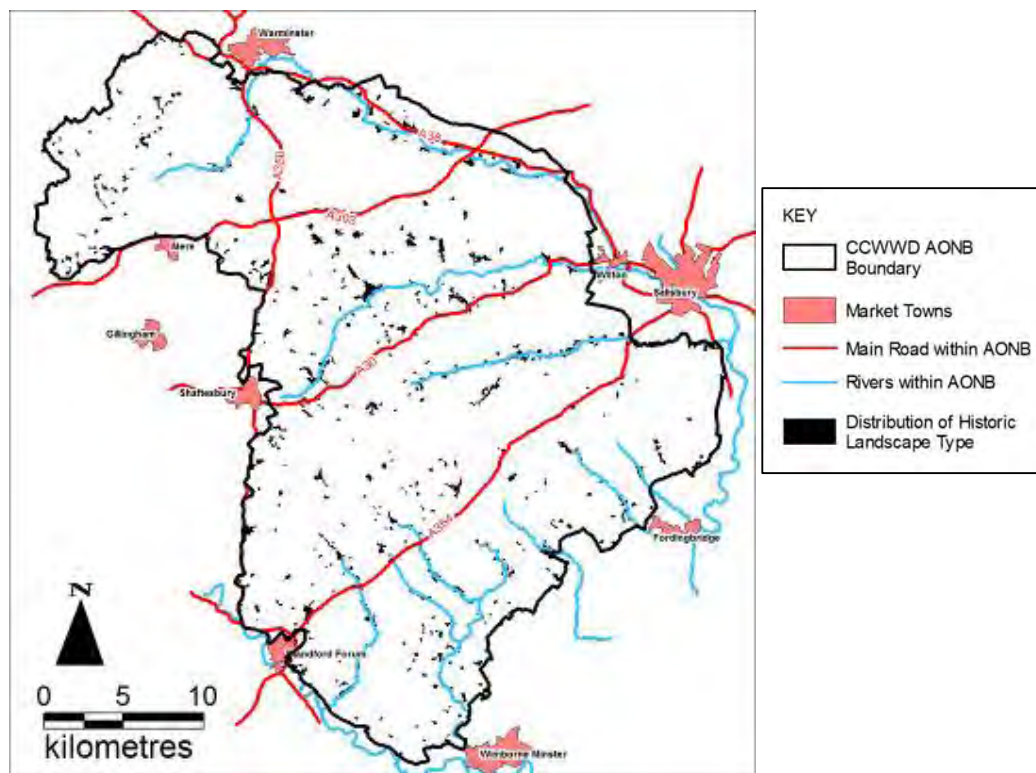 Warminster
A350
A303
Mere
Wilton
Salisbury
Gillingham
Shaftesbury
A30
A354
Fordingbridge
Blandford Forum
Wimborne Minster
N
0 5 10
kilometres
KEY
CCWWD AONB
Boundary
Market Towns
Main Road within AONB
Rivers within AONB
Distribution of Historic
Landscape Type